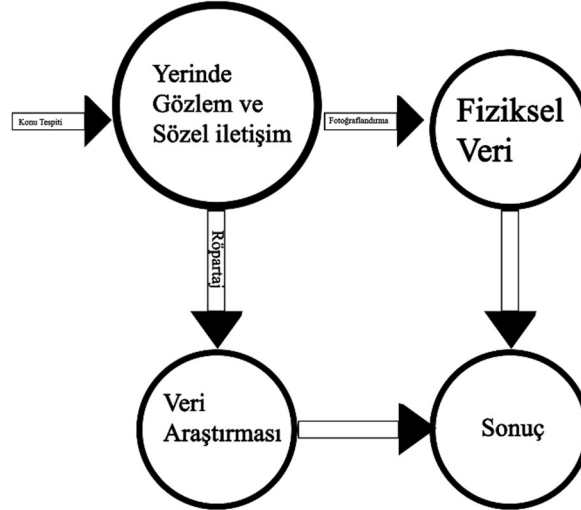 Konu Tespiti
Yerinde
Gözlem ve
Sözel iletişim
Fotoğraflandırma
Fiziksel
Veri
Röpartaj
Veri
Araştırması
Sonuç